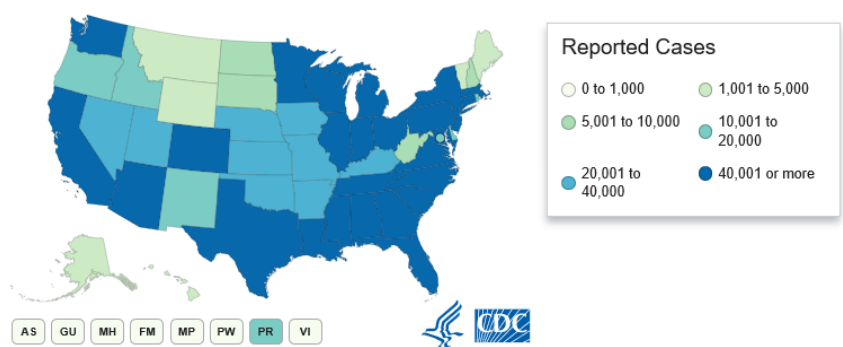 Reported Cases
0 to 1,000
1,001 to 5,000
5,001 to 10,000
10,001 to
20,000
20,001 to
40,000
40,001 or more
AS GU MH FM MP PW PR VI
CDC